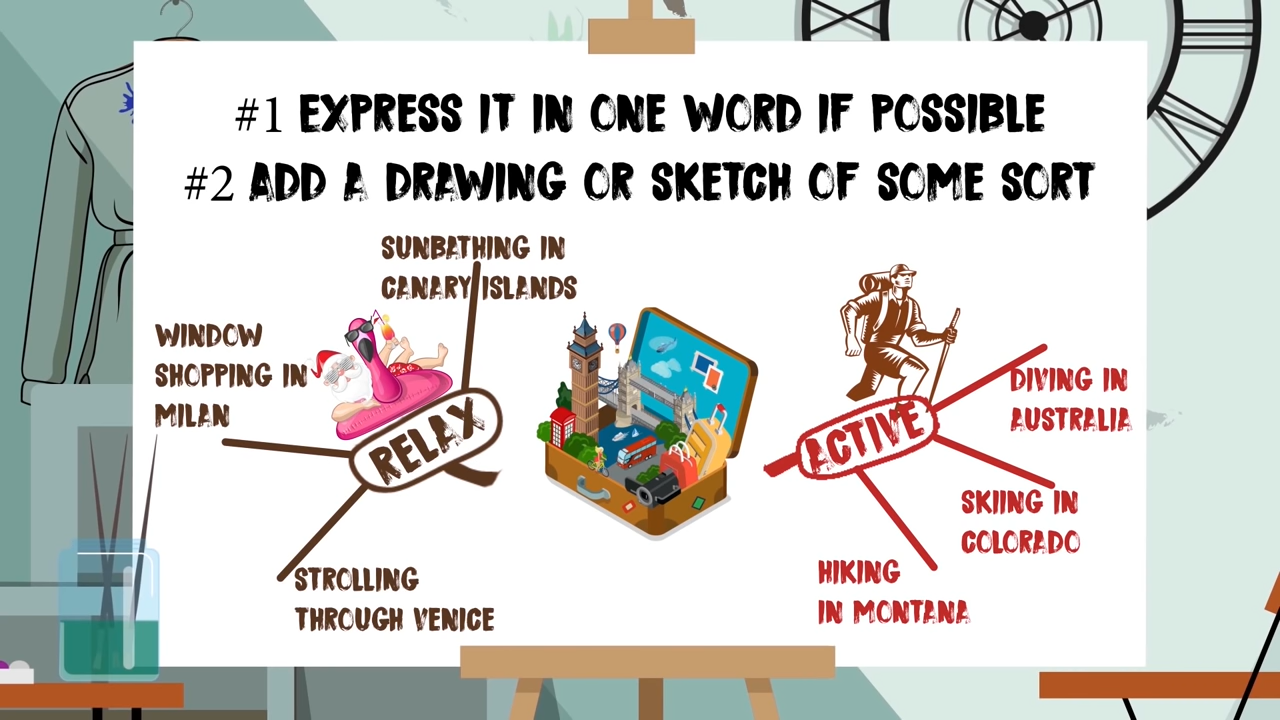 #1 EXPRESS IT IN ONE WORD IF POSSIBLE
#2 ADD A DRAWING OR SKETCH OF SOME SORT
SUNBATHING IN
CANARY ISLANDS
WINDOW
SHOPPING IN
MILAN
RELAX
STROLLING
THROUGH VENICE
ACTIVE
DIVING IN
AUSTRALIA
SKIING IN
COLORADO
HIKING
IN MONTANA